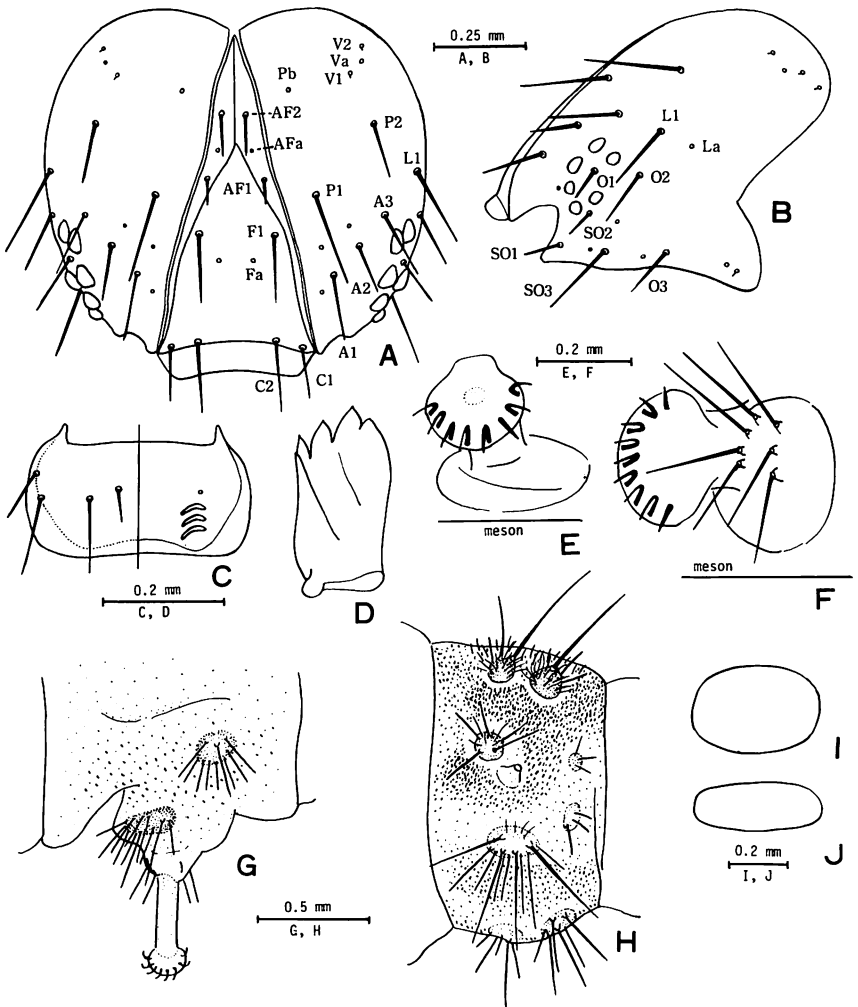 V2
Va
V1
Pb
AF2
AFa
P2
L1
AF1
P1
A3
F1
Fa
A2
A1
C2
C1
A
0.25 mm
A, B
L1
La
O1
O2
SO2
SO1
SO3
O3
B
0.2 mm
E, F
meson
E
meson
F
C
0.2 mm
C, D
D
G
0.5 mm
G, H
H
I
J
0.2 mm
I, J